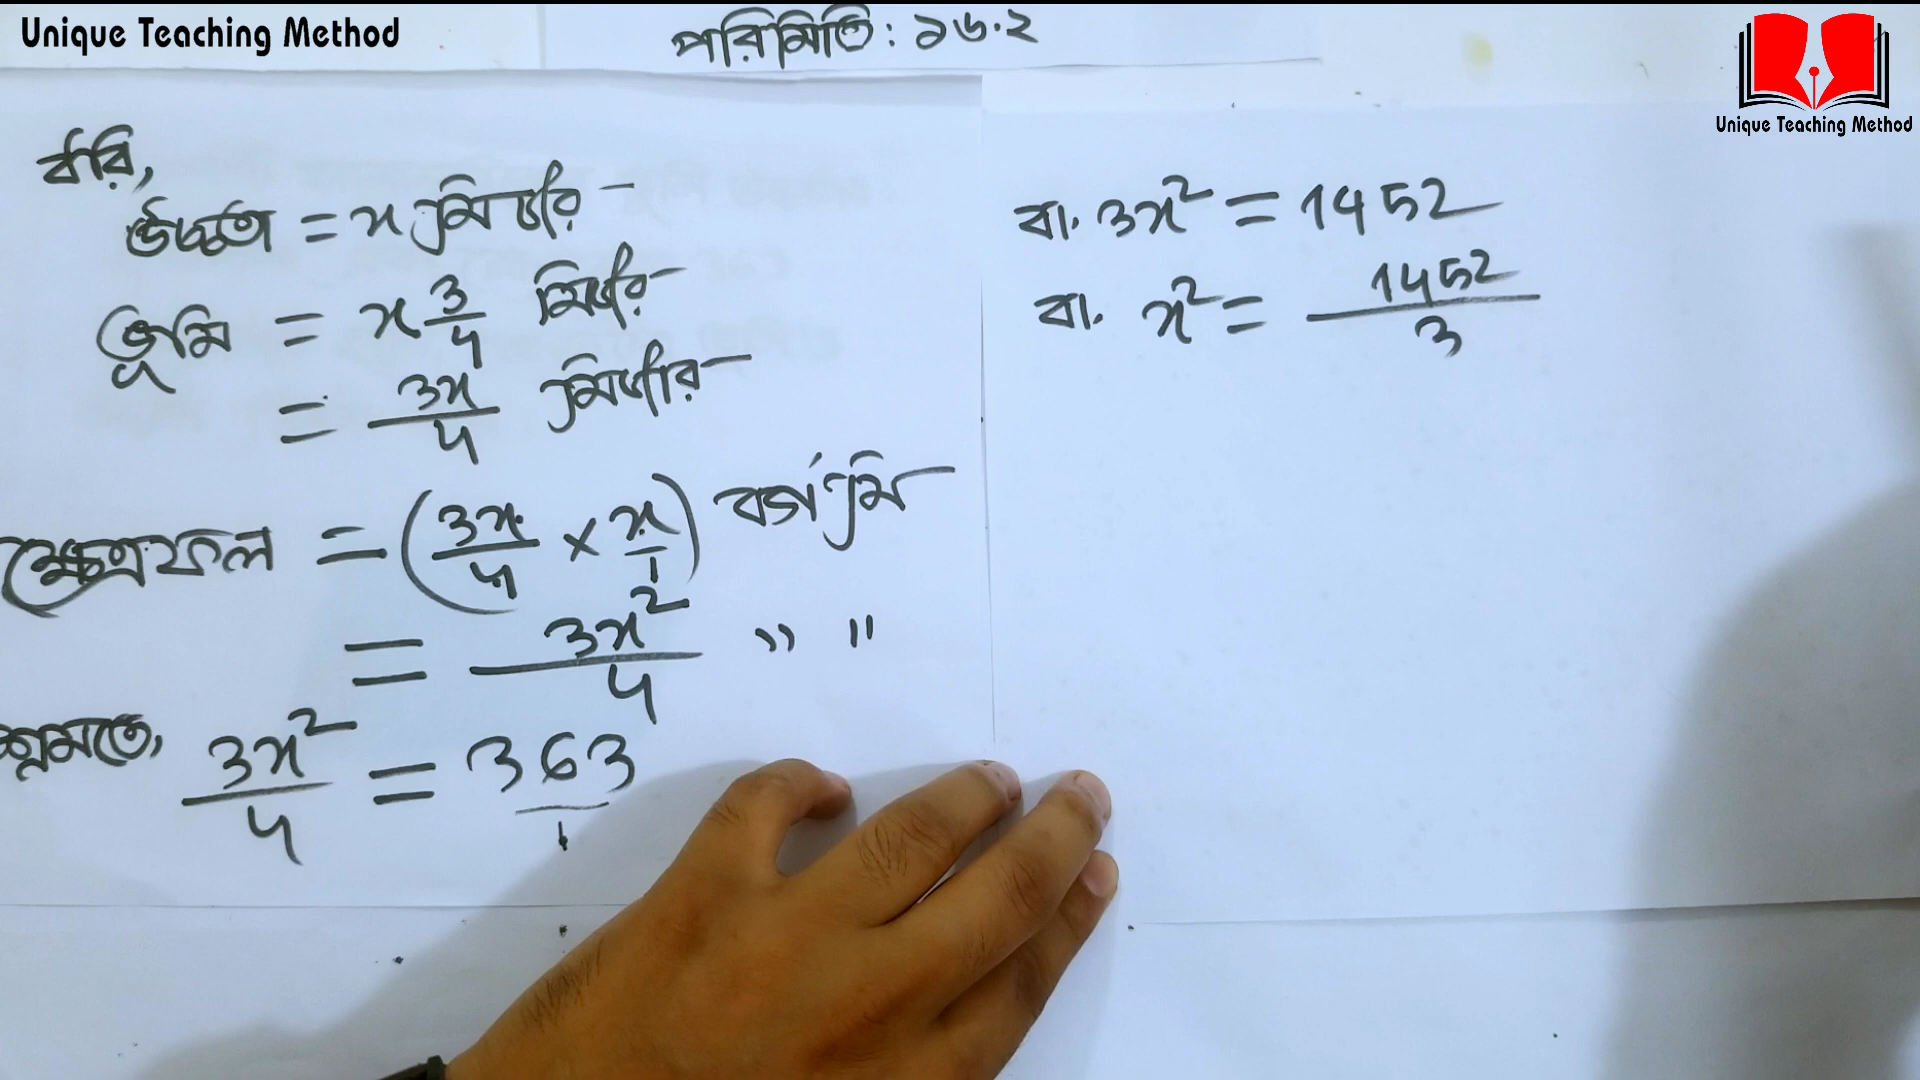 Unique Teaching Method
পরিমিতি: ১৬.২
Unique Teaching Method
ধরি,
উচ্চতা = x মিটার
ভূমি = x 3/4 মিটার
= 3x/4 মিটার
ক্ষেত্রফল = (3x/4 × x/1) বর্গমি
= 3x²/4 " "
প্রশ্নমতে, 3x²/4 = 363/1
বা, 3x² = 1452
বা, x² = 1452/3